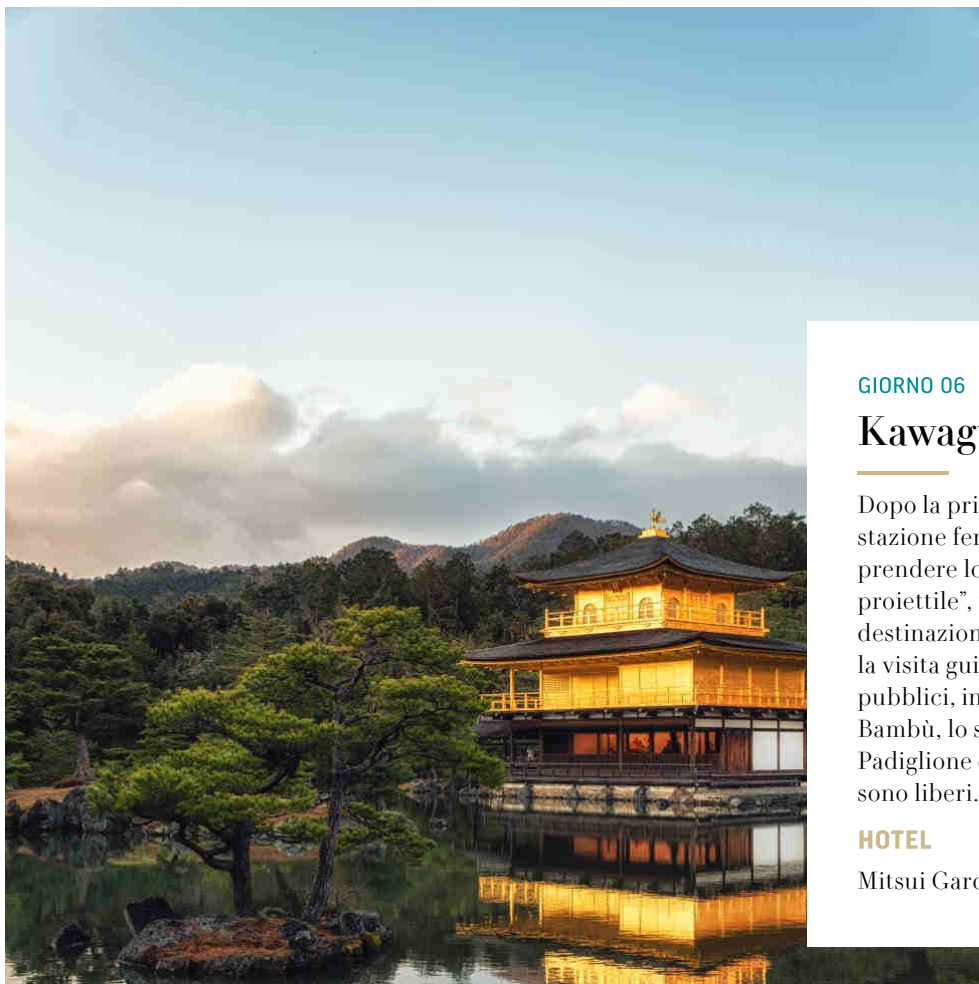 GIORNO 06
Kawag
Dopo la pri
stazione fer
prendere lo
proiettile”,
destinazion
la visita gui
pubblici, in
Bambù, lo s
Padiglione
sono liberi.
HOTEL
Mitsui Gard